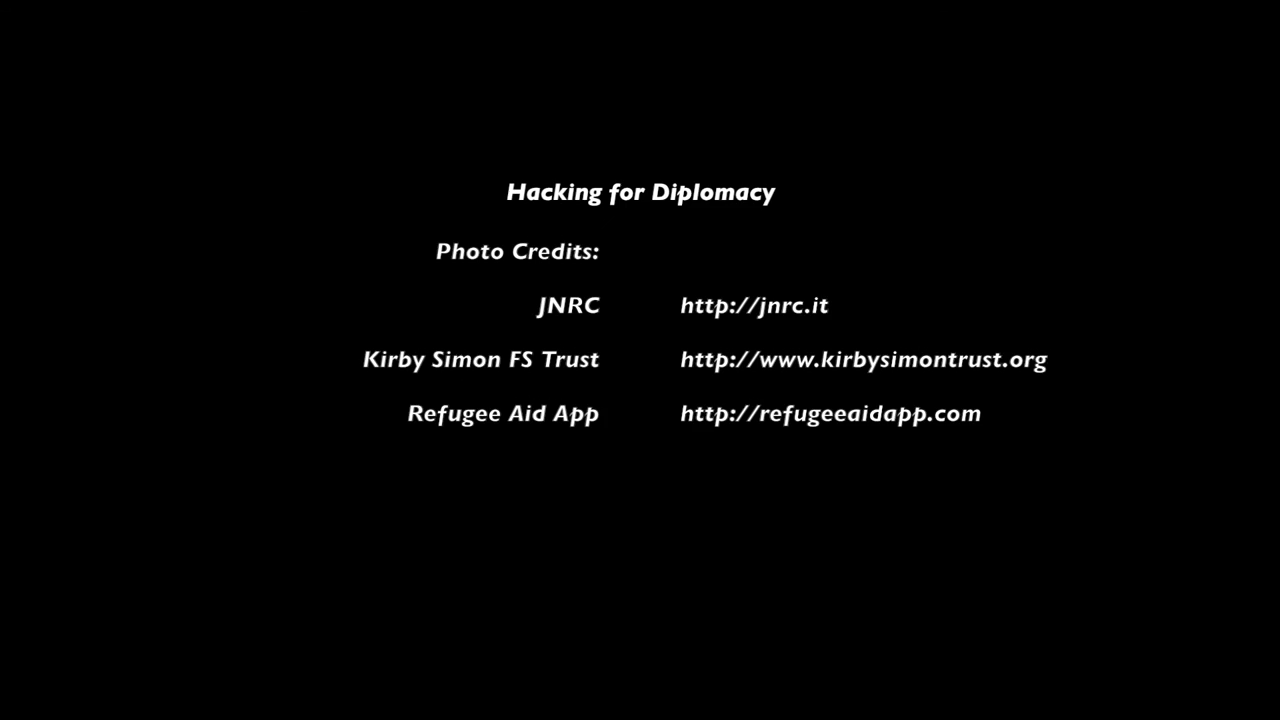 Hacking for Diplomacy
Photo Credits:
JNRC http://jnrc.it
Kirby Simon FS Trust http://www.kirbysimontrust.org
Refugee Aid App http://refugeeaidapp.com